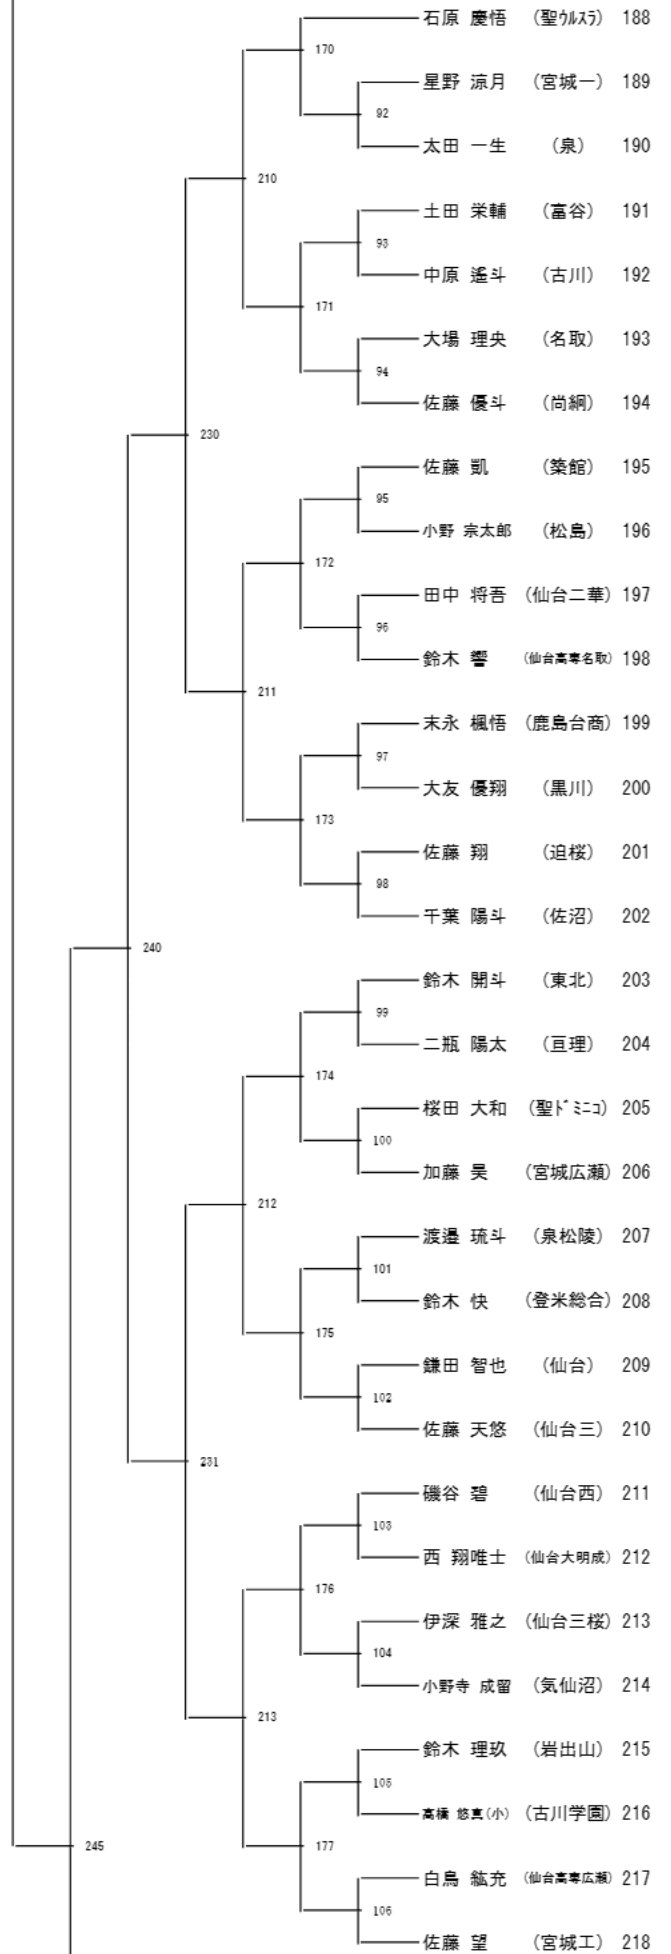 石原 慶悟 (聖ｳﾙｽﾗ) 188
170
星野 涼月 (宮城一) 189
92
太田 一生 (泉) 190
210
土田 栄輔 (富谷) 191
93
中原 遙斗 (古川) 192
171
大場 理央 (名取) 193
94
佐藤 優斗 (尚絅) 194
230
佐藤 凱 (築館) 195
95
小野 宗太郎 (松島) 196
172
田中 将吾 (仙台二華) 197
96
鈴木 響 (仙台高専名取) 198
211
末永 楓悟 (鹿島台商) 199
97
大友 優翔 (黒川) 200
173
佐藤 翔 (迫桜) 201
98
千葉 陽斗 (佐沼) 202
240
鈴木 開斗 (東北) 203
99
二瓶 陽太 (亘理) 204
174
桜田 大和 (聖ﾄﾞﾐﾆｺ) 205
100
加藤 昊 (宮城広瀬) 206
212
渡邉 琉斗 (泉松陵) 207
101
鈴木 快 (登米総合) 208
175
鎌田 智也 (仙台) 209
102
佐藤 天悠 (仙台三) 210
231
磯谷 碧 (仙台西) 211
103
西 翔唯士 (仙台大明成) 212
176
伊深 雅之 (仙台三桜) 213
104
小野寺 成留 (気仙沼) 214
213
鈴木 理玖 (岩出山) 215
105
高橋 悠真(小) (古川学園) 216
245
177
白鳥 紘充 (仙台高専広瀬) 217
106
佐藤 望 (宮城工) 218